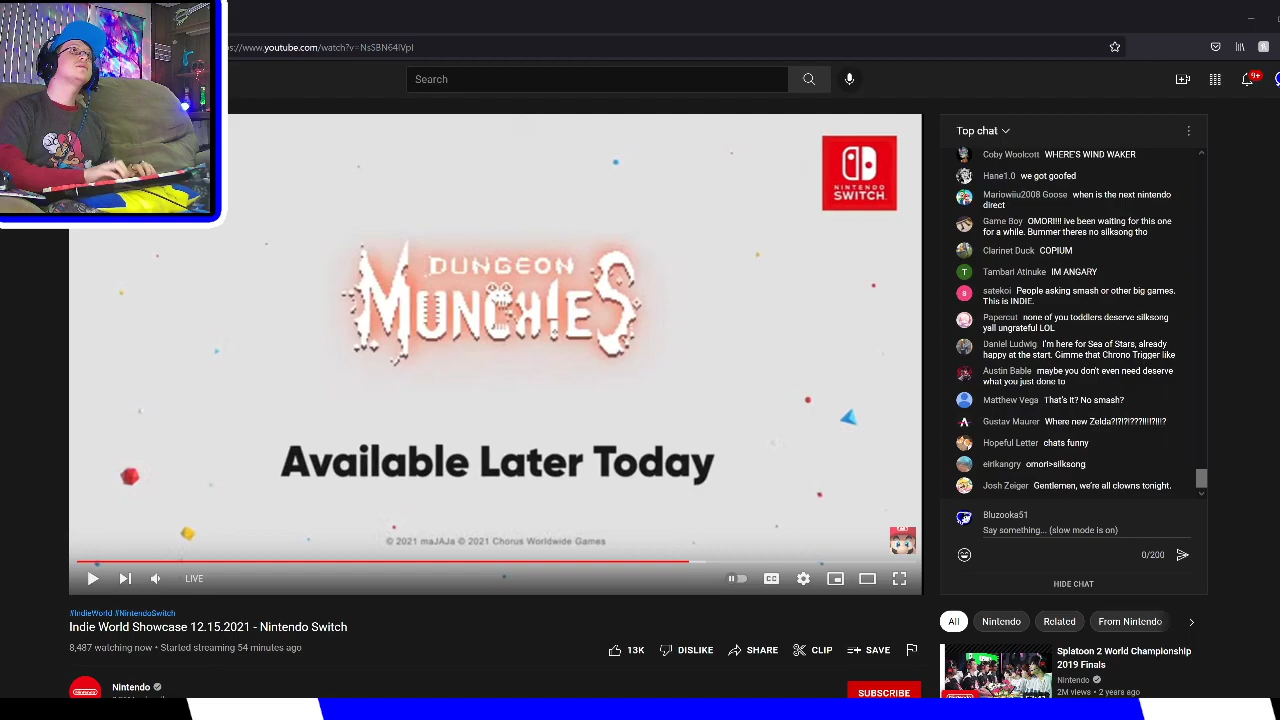 https://www.youtube.com/watch?v=NsSBN64lVpI
Search
9+
NINTENDO
SWITCH
DUNGEON
MUNCHIES
Available Later Today
© 2021 maJAJa © 2021 Chorus Worldwide Games
LIVE
CC
#IndieWorld #NintendoSwitch
Indie World Showcase 12.15.2021 - Nintendo Switch
8,487 watching now • Started streaming 54 minutes ago
13K
DISLIKE
SHARE
CLIP
SAVE
Nintendo
SUBSCRIBE
Top chat
Coby Woolcott WHERE'S WIND WAKER
Hane1.0 we got goofed
Mariowiiu2008 Goose when is the next nintendo
direct
Game Boy OMORI!!! ive been waiting for this one
for a while. Bummer theres no silksong tho
Clarinet Duck COPIUM
T Tambari Atinuke IM ANGARY
s satekoi People asking smash or other big games.
This is INDIE.
Papercut none of you toddlers deserve silksong
yall ungrateful LOL
Daniel Ludwig I'm here for Sea of Stars, already
happy at the start. Gimme that Chrono Trigger like
Austin Bable maybe you don't even need deserve
what you just done to
Matthew Vega That's it? No smash?
Gustav Maurer Where new Zelda?!?!?!???!!!?!!?
Hopeful Letter chats funny
eirikangry omori>silksong
Josh Zeiger Gentlemen, we're all clowns tonight.
Bluzooka51
Say something... (slow mode is on)
0/200
HIDE CHAT
All
Nintendo
Related
From Nintendo
Splatoon 2 World Championship
2019 Finals
Nintendo
2M views • 2 years ago